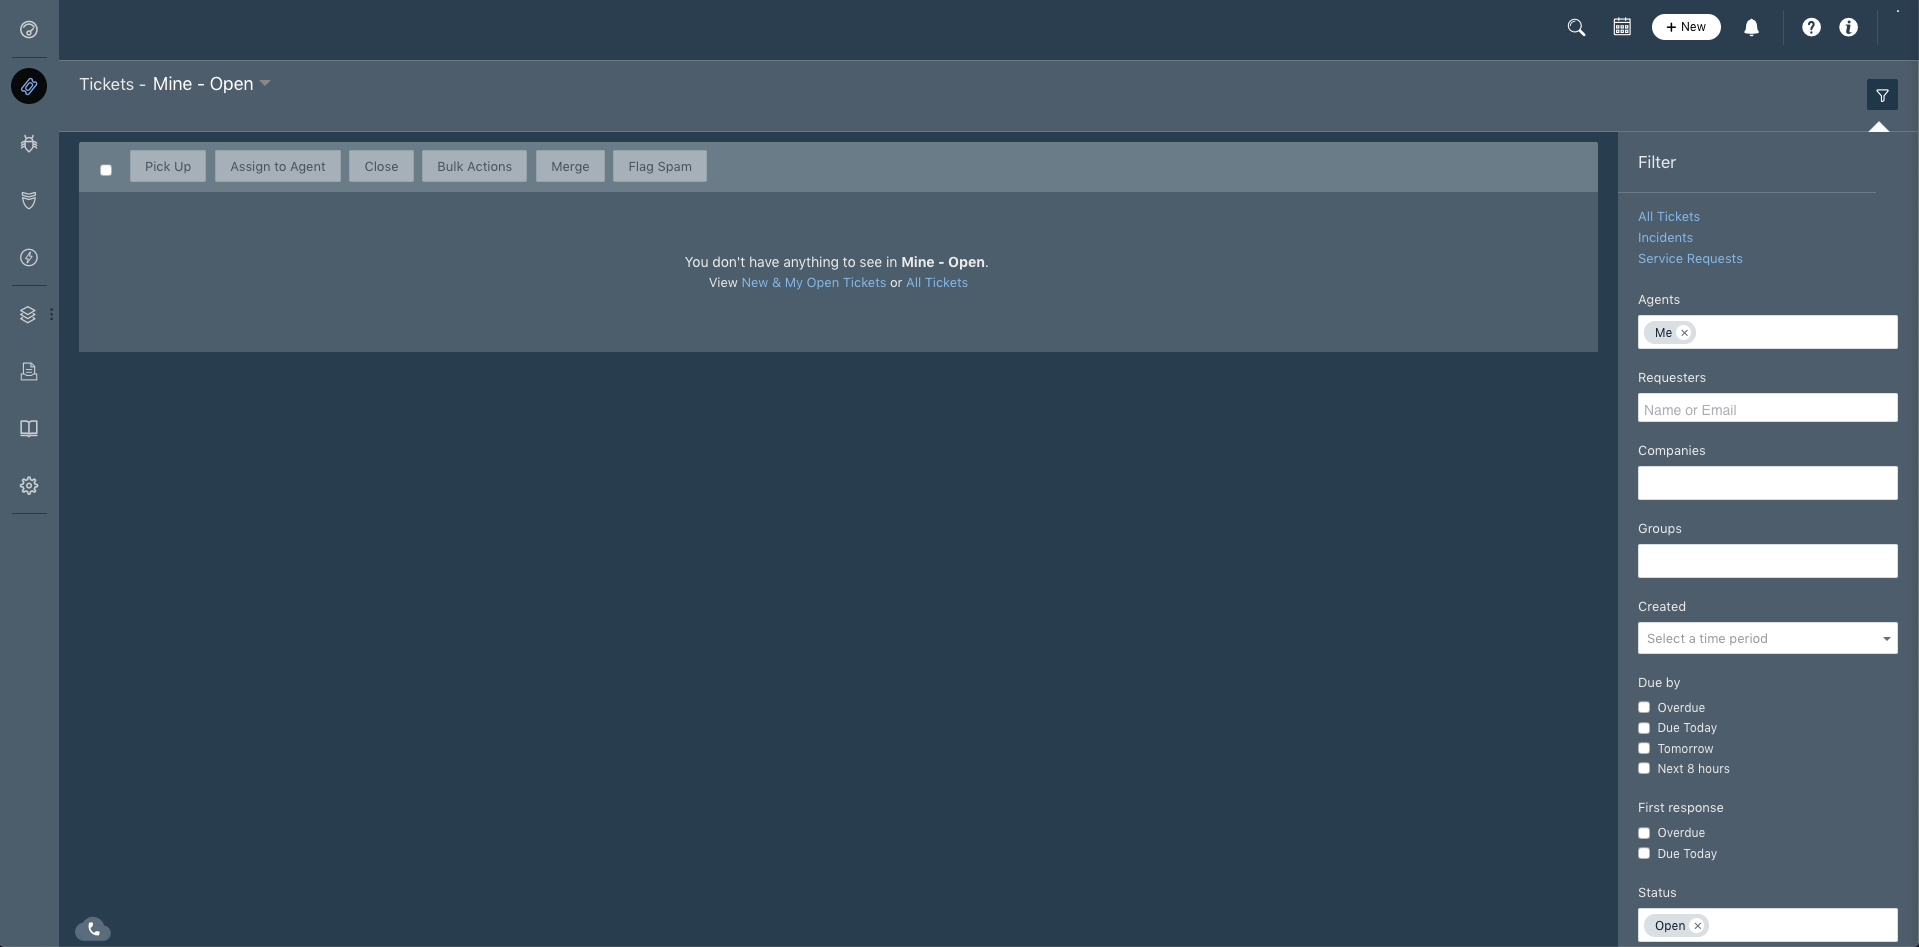 + New
Tickets - Mine - Open
Pick Up
Assign to Agent
Close
Bulk Actions
Merge
Flag Spam
You don't have anything to see in Mine - Open.
View New & My Open Tickets or All Tickets
Filter
All Tickets
Incidents
Service Requests
Agents
Me ×
Requesters
Name or Email
Companies
Groups
Created
Select a time period
Due by
Overdue
Due Today
Tomorrow
Next 8 hours
First response
Overdue
Due Today
Status
Open ×